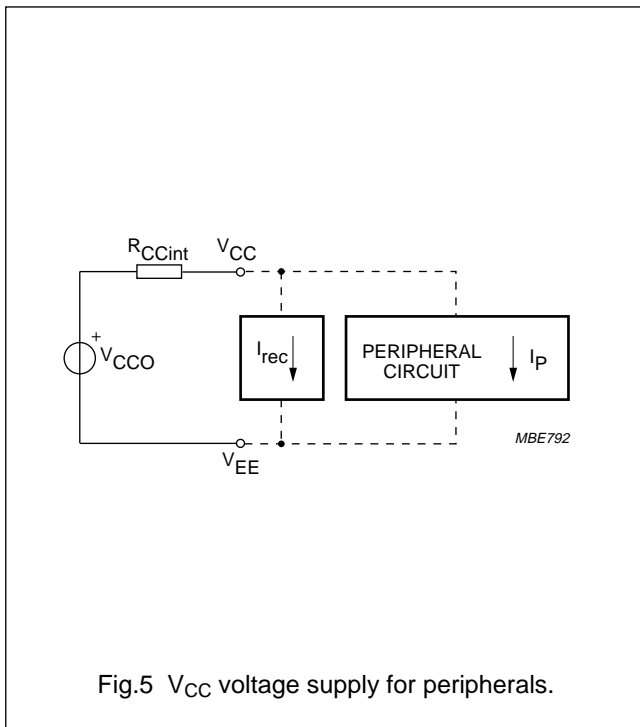 R_CCint
V_CC
+
V_CCO
I_rec
PERIPHERAL
CIRCUIT
I_P
MBE792
V_EE
Fig.5 V_CC voltage supply for peripherals.